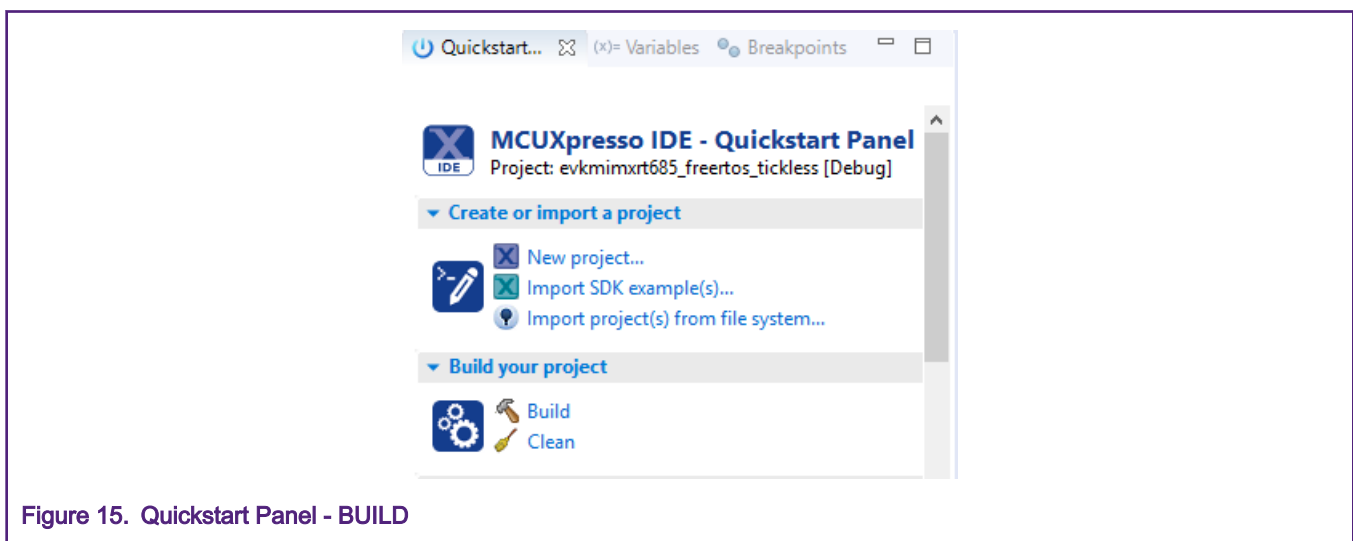 Quickstart... (x)= Variables Breakpoints
MCUXpresso IDE - Quickstart Panel
IDE
Project: evkmimxrt685_freertos_tickless [Debug]
Create or import a project
New project...
Import SDK example(s)...
Import project(s) from file system...
Build your project
Build
Clean
Figure 15. Quickstart Panel - BUILD